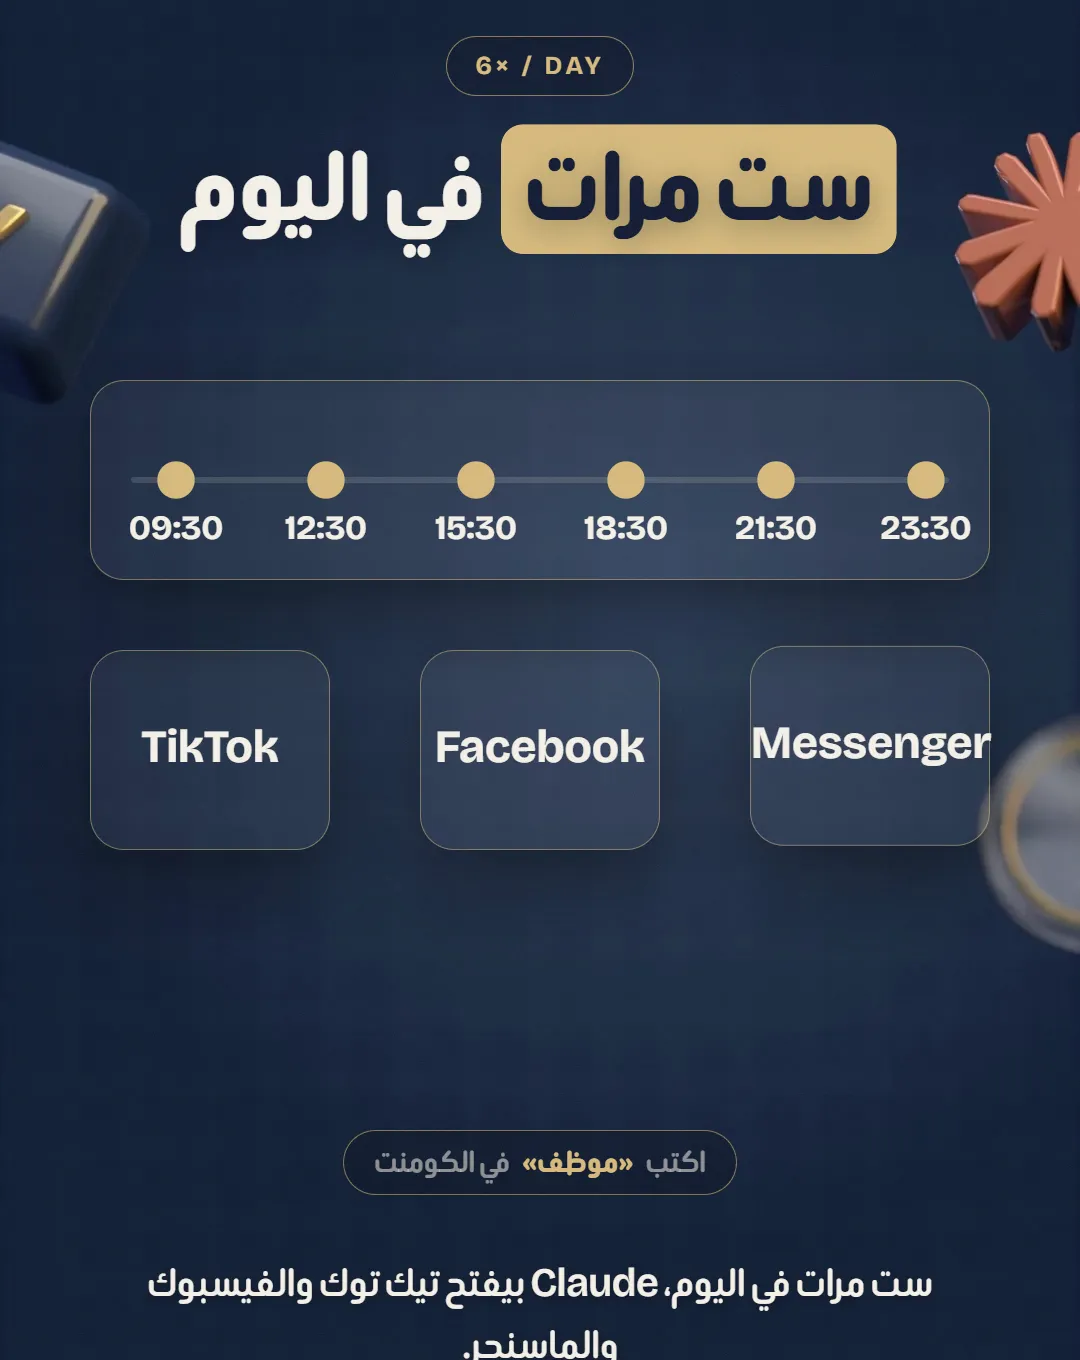 6× / DAY
ست مرات في اليوم
09:30 12:30 15:30 18:30 21:30 23:30
TikTok Facebook Messenger
اكتب «موظف» في الكومنت
ست مرات في اليوم، Claude بيفتح تيك توك والفيسبوك
والماسنجر.